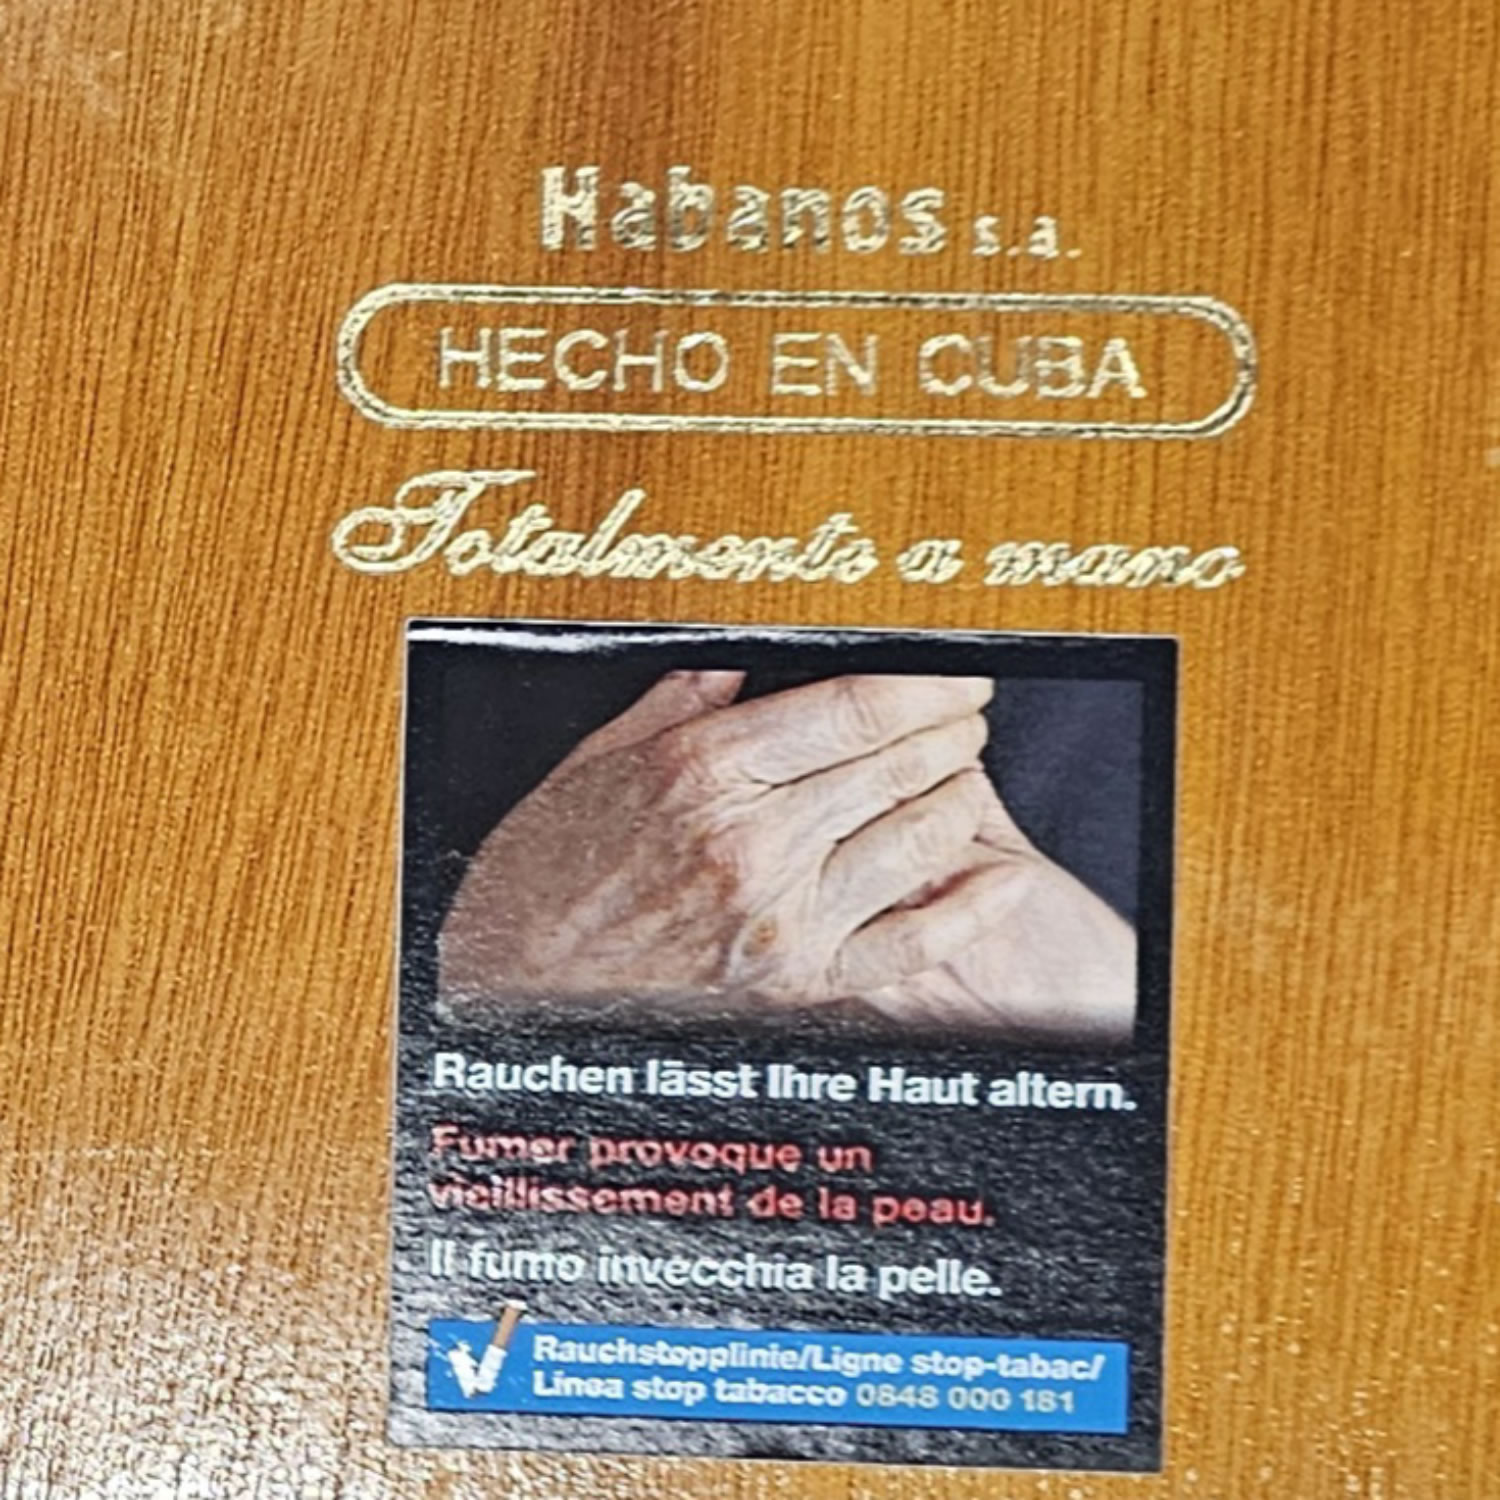 Habanos s.a.
HECHO EN CUBA
Totalmente a mano
Rauchen lässt Ihre Haut altern.
Fumer provoque un
vieillissement de la peau.
Il fumo invecchia la pelle.
Rauchstopplinie/Ligne stop-tabac/
Linea stop tabacco 0848 000 181